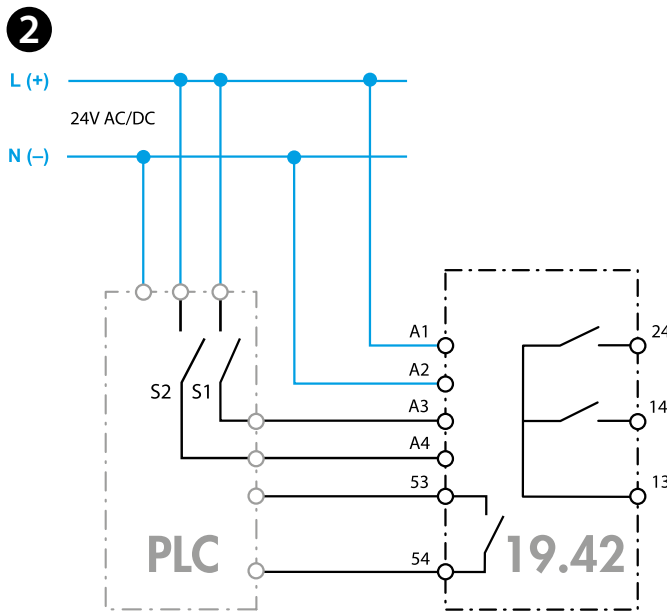 2
L (+)
24V AC/DC
N (–)
A1
24
A2
S2 S1
A3
14
A4
53
13
PLC
54
19.42